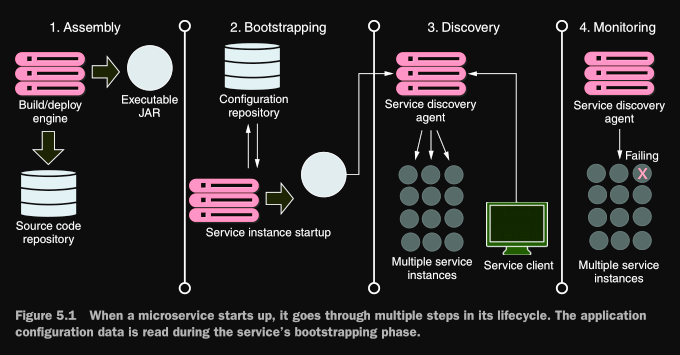 1. Assembly
Build/deploy
engine
Executable
JAR
Source code
repository
2. Bootstrapping
Configuration
repository
Service instance startup
3. Discovery
Service discovery
agent
Multiple service
instances
Service client
4. Monitoring
Service discovery
agent
Failing
X
Multiple service
instances
Figure 5.1 When a microservice starts up, it goes through multiple steps in its lifecycle. The application
configuration data is read during the service's bootstrapping phase.